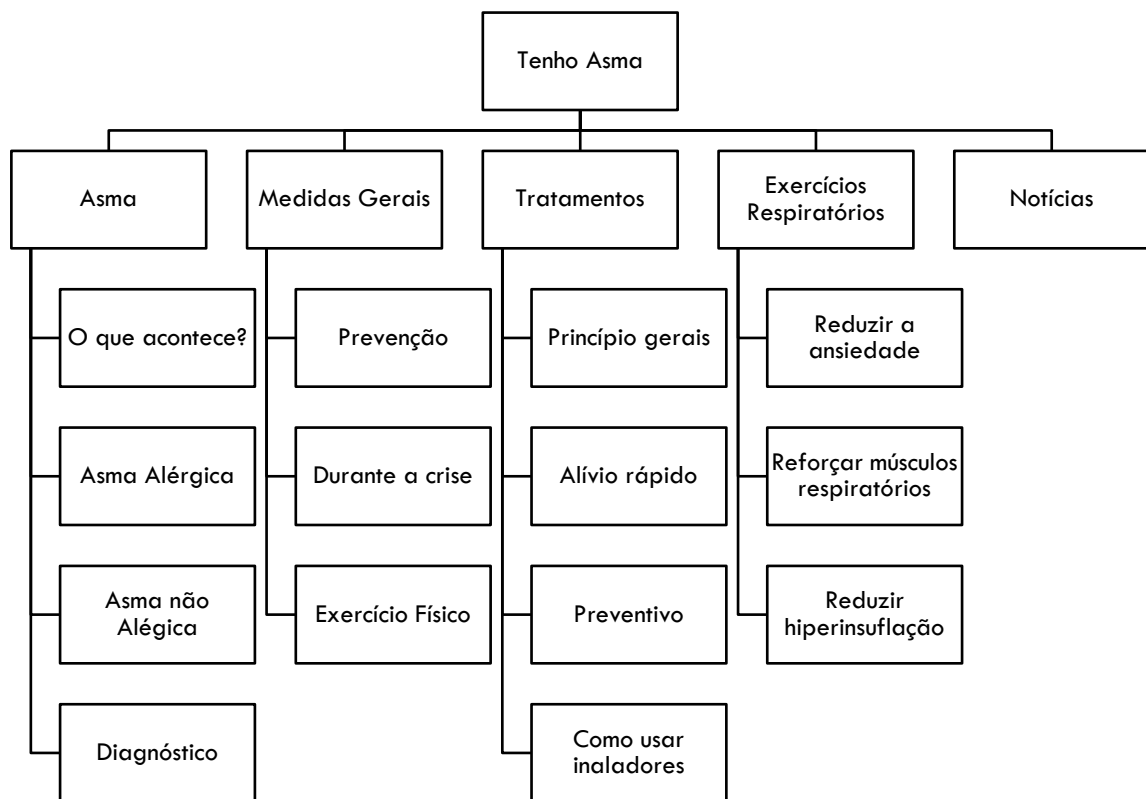 Tenho Asma
Asma
Medidas Gerais
Tratamentos
Exercícios
Respiratórios
Notícias
O que acontece?
Prevenção
Princípio gerais
Reduzir a
ansiedade
Asma Alérgica
Durante a crise
Alívio rápido
Reforçar músculos
respiratórios
Asma não
Alégica
Exercício Físico
Preventivo
Reduzir
hiperinsuflação
Diagnóstico
Como usar
inaladores